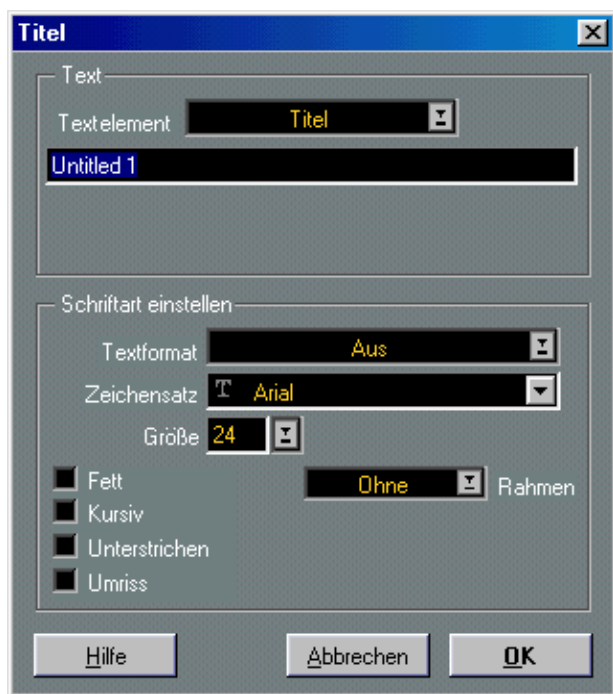 Titel
Text
Textelement Titel
Untitled 1
Schriftart einstellen
Textformat Aus
Zeichensatz T Arial
Größe 24
Fett Ohne Rahmen
Kursiv
Unterstrichen
Umriss
Hilfe Abbrechen OK